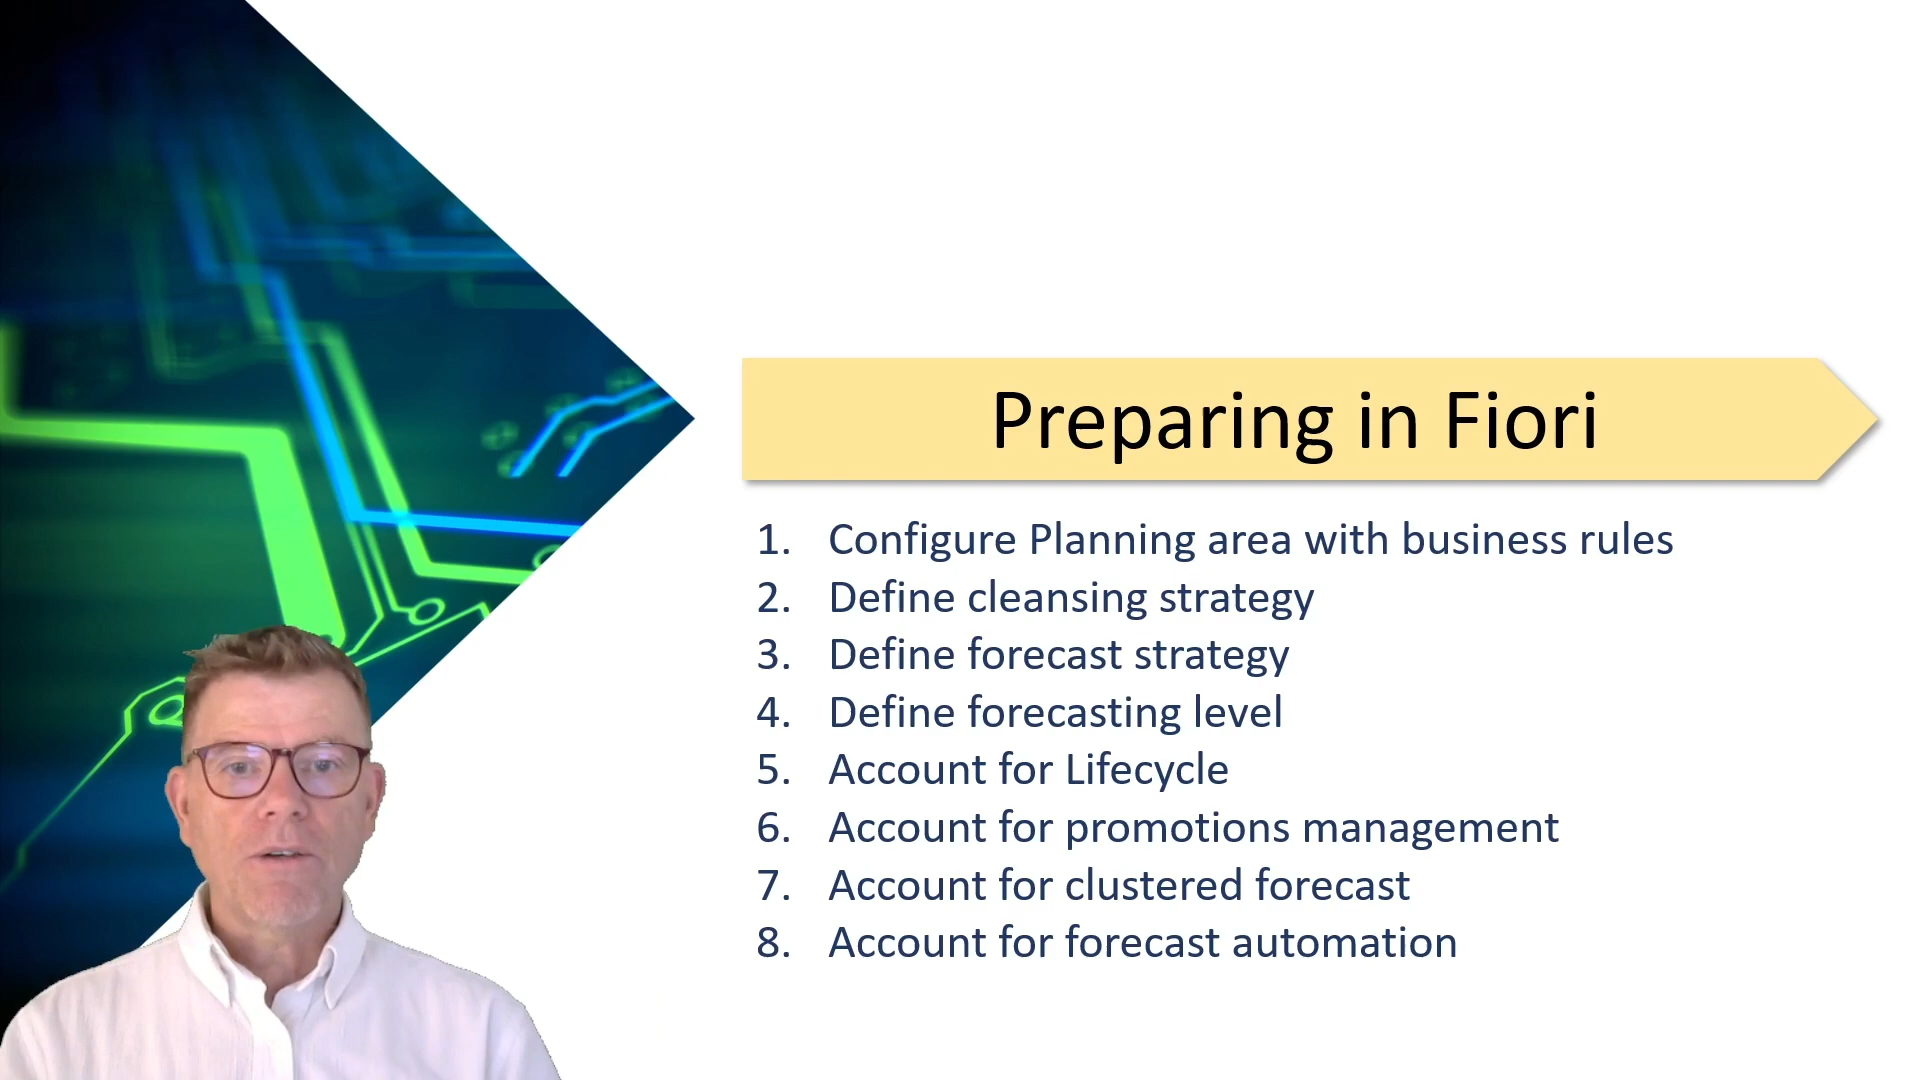 Preparing in Fiori
1. Configure Planning area with business rules
2. Define cleansing strategy
3. Define forecast strategy
4. Define forecasting level
5. Account for Lifecycle
6. Account for promotions management
7. Account for clustered forecast
8. Account for forecast automation